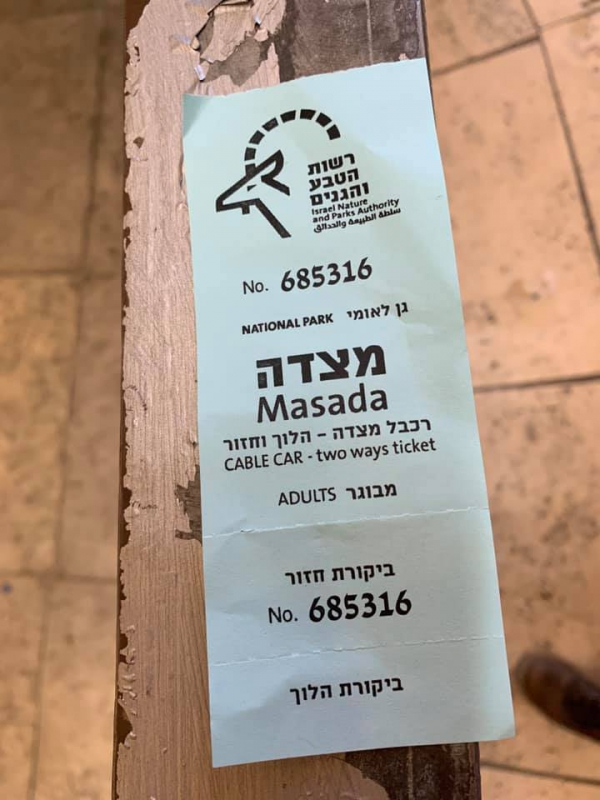 רשות
הטבע
והגנים
Israel Nature
and Parks Authority
سلطة الطبيعة والحدائق
No. 685316
NATIONAL PARK גן לאומי
מצדה
Masada
רכבל מצדה - הלוך וחזור
CABLE CAR - two ways ticket
ADULTS מבוגר
ביקורת חזור
No. 685316
ביקורת הלוך